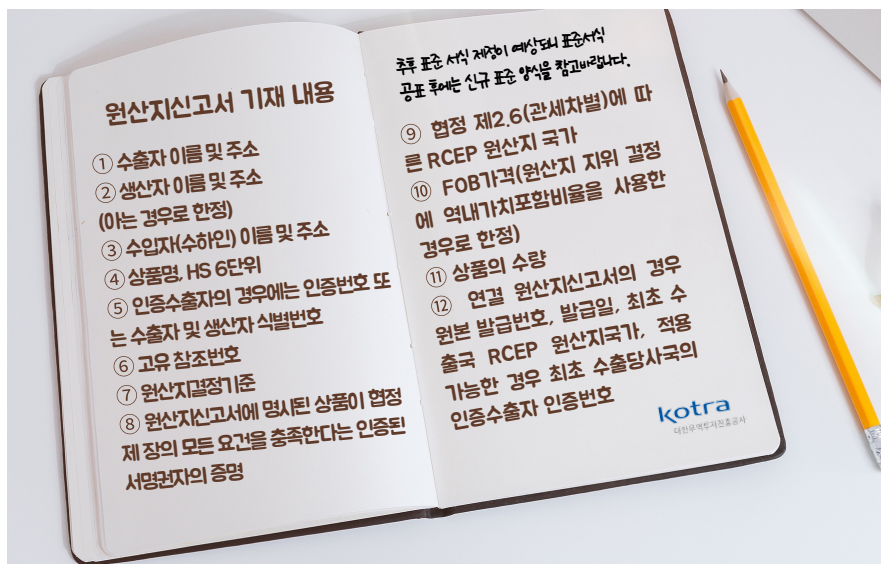 원산지신고서 기재 내용
① 수출자 이름 및 주소
② 생산자 이름 및 주소
(아는 경우로 한정)
③ 수입자(수하인) 이름 및 주소
④ 상품명, HS 6단위
⑤ 인증수출자의 경우에는 인증번호 또
는 수출자 및 생산자 식별번호
⑥ 고유 참조번호
⑦ 원산지결정기준
⑧ 원산지신고서에 명시된 상품이 협정
제 장의 모든 요건을 충족한다는 인증된
서명권자의 증명
추후 표준 서식 제정이 예상되니 표준서식
공표 후에는 신규 표준 양식을 참고바랍니다.
⑨ 협정 제2.6(관세차별)에 따
른 RCEP 원산지 국가
⑩ FOB가격(원산지 지위 결정
에 역내가치포함비율을 사용한
경우로 한정)
⑪ 상품의 수량
⑫ 연결 원산지신고서의 경우
원본 발급번호, 발급일, 최초 수
출국 RCEP 원산지국가, 적용
가능한 경우 최초 수출당사국의
인증수출자 인증번호
kotra
대한무역투자진흥공사